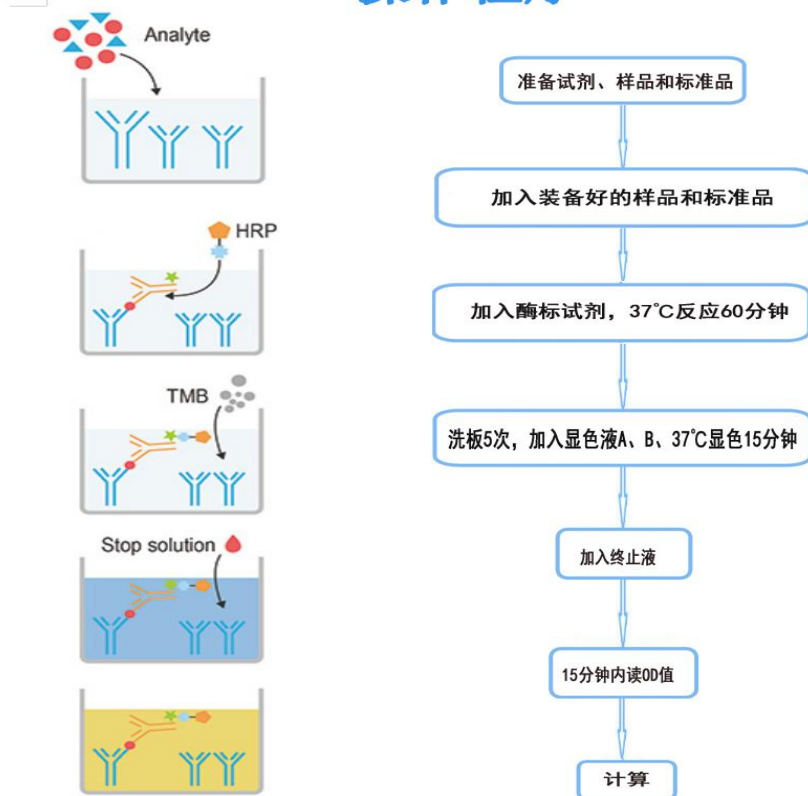 Analyte
HRP
TMB
Stop solution
准备试剂、样品和标准品
加入装备好的样品和标准品
加入酶标试剂，37℃反应60分钟
洗板5次，加入显色液A、B、37℃显色15分钟
加入终止液
15分钟内读OD值
计算